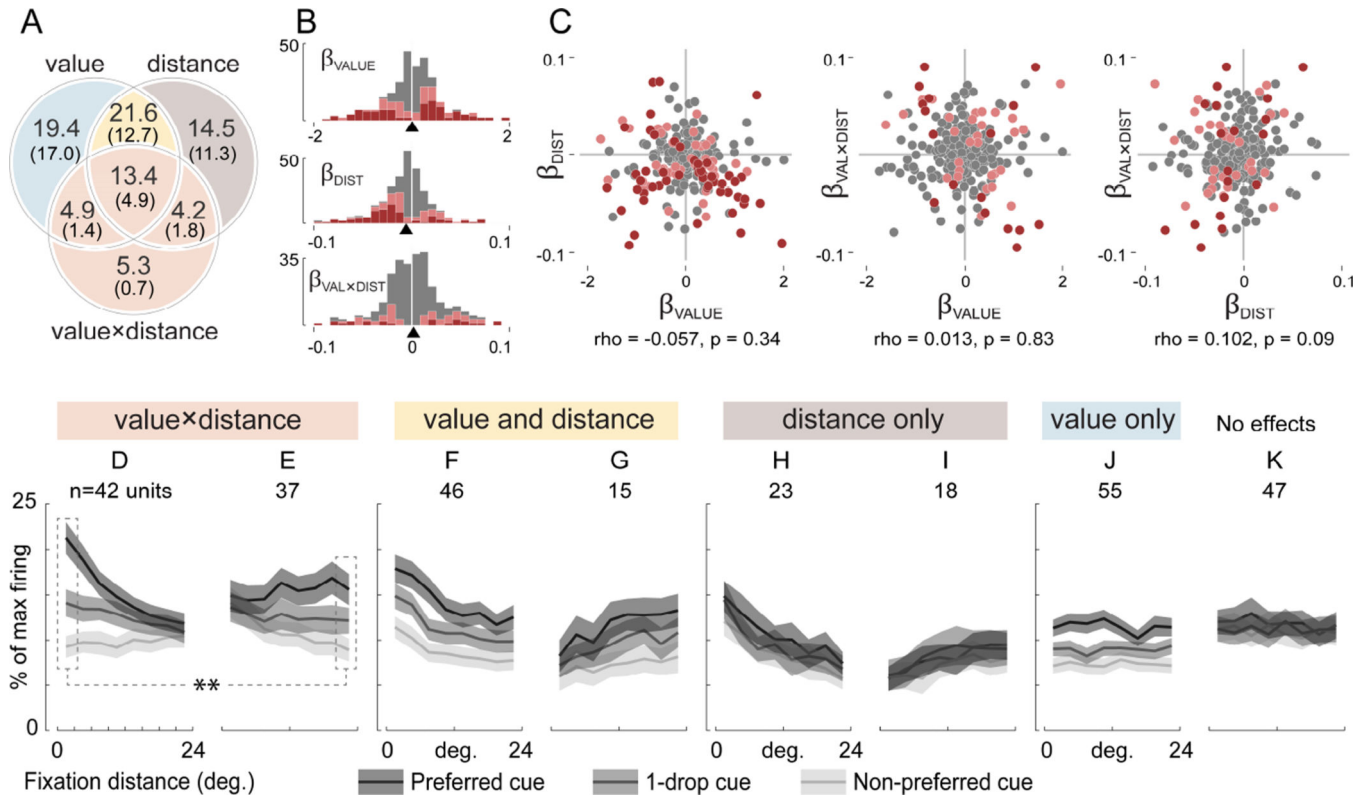 A
value
distance
19.4
(17.0)
21.6
(12.7)
14.5
(11.3)
13.4
(4.9)
4.9
(1.4)
4.2
(1.8)
5.3
(0.7)
value×distance
B
50
βVALUE
-2 2
50
βDIST
-0.1 0.1
35
βVAL×DIST
-0.1 0 0.1
C
βDIST
0.1
-0.1
-2 0 2
βVALUE
rho = -0.057, p = 0.34
βVAL×DIST
0.1
-0.1
-2 0 2
βVALUE
rho = 0.013, p = 0.83
βVAL×DIST
0.1
-0.1
-0.1 0 0.1
βDIST
rho = 0.102, p = 0.09
value×distance value and distance distance only value only No effects
D E F G H I J K
n=42 units 37 46 15 23 18 55 47
25
% of max firing
**
0
0 24 0 deg. 24 0 deg. 24 0 deg. 24
Fixation distance (deg.)
Preferred cue 1-drop cue Non-preferred cue